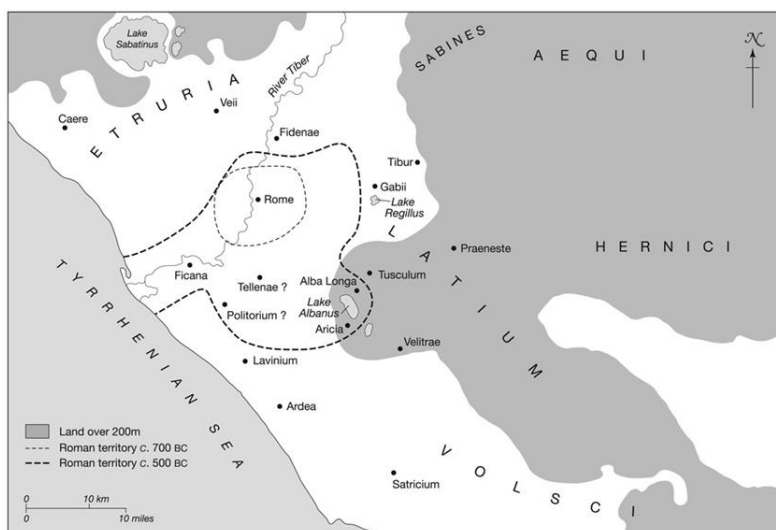 Lake
Sabatinus
SABINES
AEQUI
N
River Tiber
ETRURIA
Veii
Caere
Fidenae
Tibur
Gabii
Lake
Regillus
Rome
LATIUM
Praeneste
HERNICI
Ficana
Tusculum
Tellenae ?
Alba Longa
Politorium ?
Lake
Albanus
Aricia
TYRRHENIAN SEA
Velitrae
Lavinium
Ardea
Land over 200m
Roman territory c. 700 BC
Roman territory c. 500 BC
VOLSCI
Satricium
0 10 km
0 10 miles